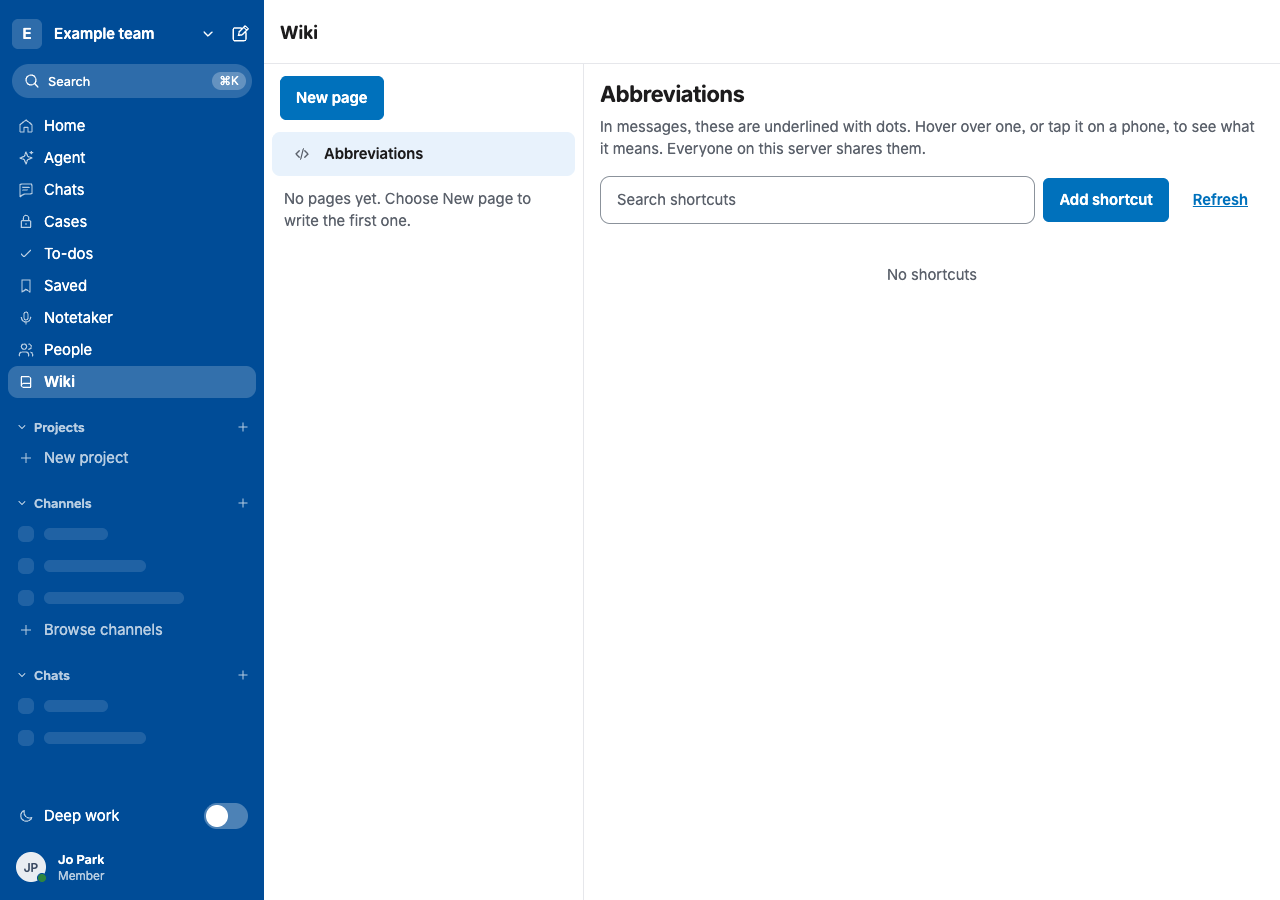 E
Example team
Search
⌘K
Home
Agent
Chats
Cases
To-dos
Saved
Notetaker
People
Wiki
Projects
New project
Channels
Browse channels
Chats
Deep work
JP
Jo Park
Member
Wiki
New page
Abbreviations
No pages yet. Choose New page to
write the first one.
Abbreviations
In messages, these are underlined with dots. Hover over one, or tap it on a phone, to see what
it means. Everyone on this server shares them.
Search shortcuts
Add shortcut
Refresh
No shortcuts